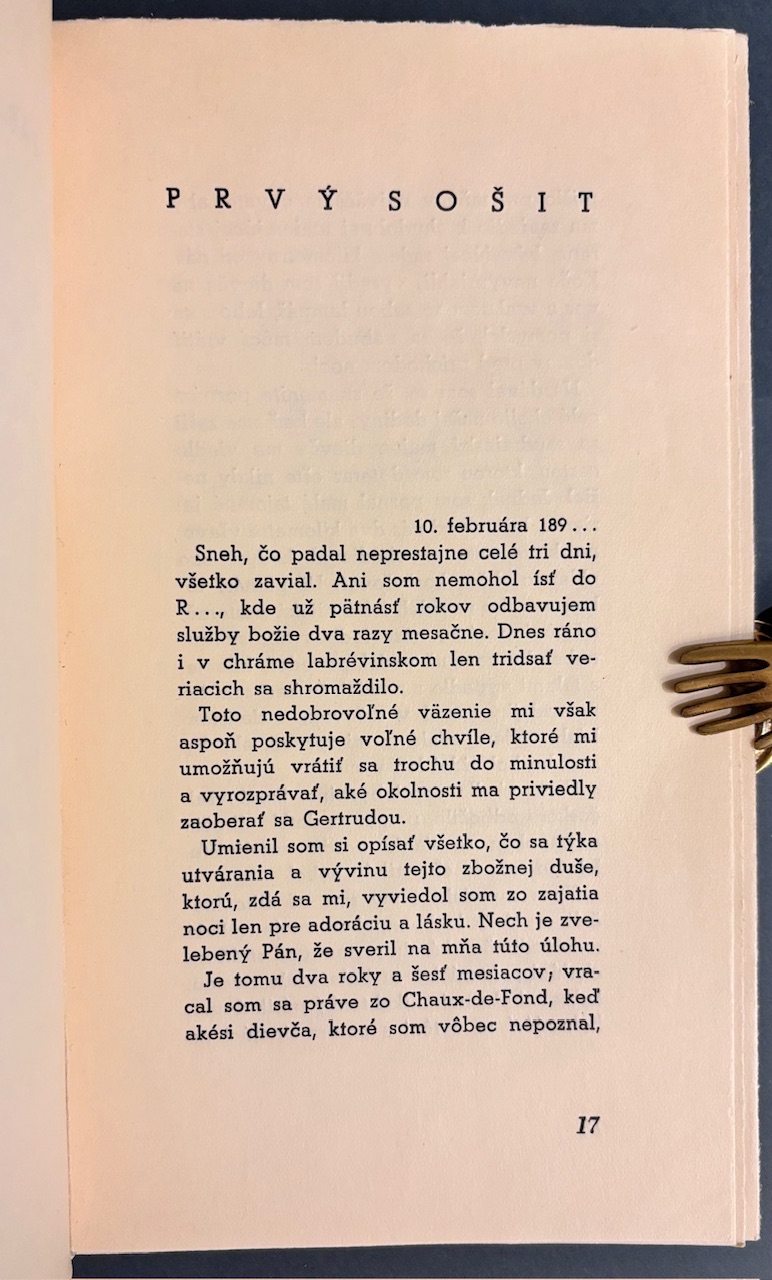 PRVÝ SOŠIT
10. februára 189...
Sneh, čo padal neprestajne celé tri dni,
všetko zavial. Ani som nemohol ísť do
R..., kde už pätnásť rokov odbavujem
služby božie dva razy mesačne. Dnes ráno
i v chráme labrévinskom len tridsať ve-
riacich sa shromaždilo.
Toto nedobrovoľné väzenie mi však
aspoň poskytuje voľné chvíle, ktoré mi
umožňujú vrátiť sa trochu do minulosti
a vyrozprávať, aké okolnosti ma priviedly
zaoberať sa Gertrudou.
Umienil som si opísať všetko, čo sa týka
utvárania a vývinu tejto zbožnej duše,
ktorú, zdá sa mi, vyviedol som zo zajatia
noci len pre adoráciu a lásku. Nech je zve-
lebený Pán, že sveril na mňa túto úlohu.
Je tomu dva roky a šesť mesiacov; vra-
cal som sa práve zo Chaux-de-Fond, keď
akési dievča, ktoré som vôbec nepoznal,
17